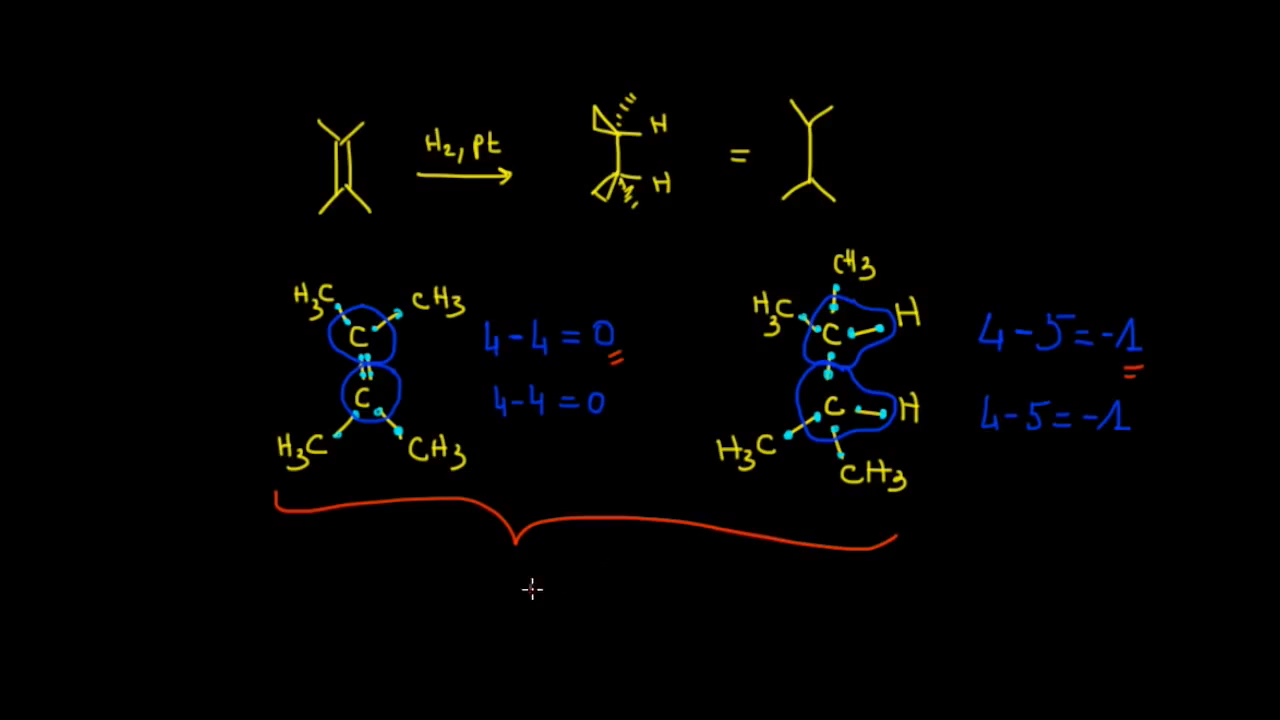 H2, Pt
H
H
=
H3C CH3
C
C
H3C CH3
4-4=0
4-4=0
CH3
H3C
C H
C H
H3C
CH3
4-5=-1
4-5=-1